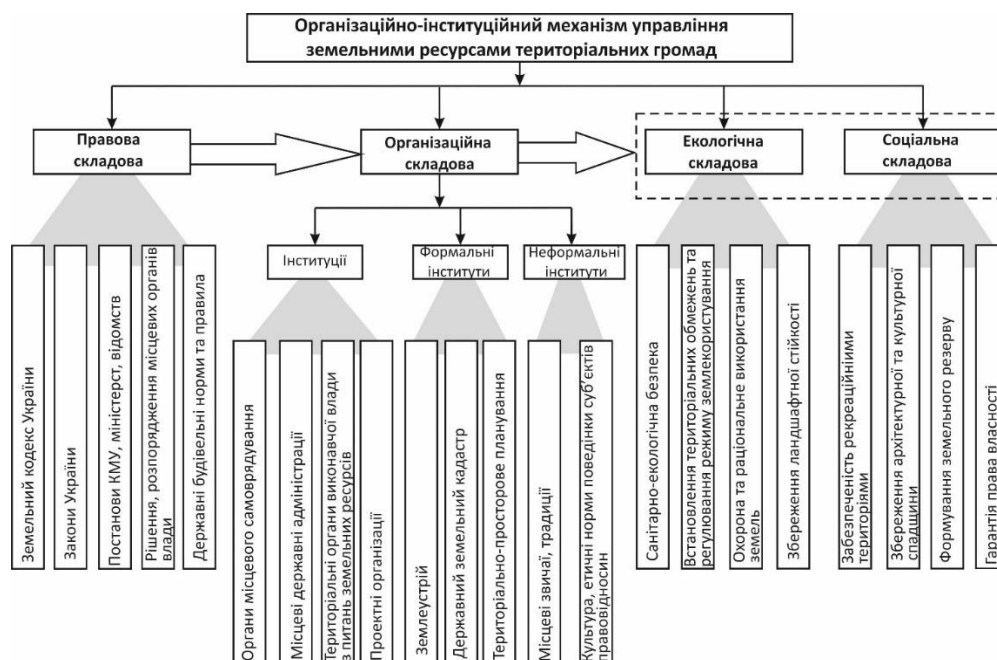 Організаційно-інституційний механізм управління
земельними ресурсами територіальних громад
Правова
складова
Організаційна
складова
Екологічна
складова
Соціальна
складова
Інституції
Формальні
інститути
Неформальні
інститути
Земельний кодекс України
Закони України
Постанови КМУ, міністерст, відомств
Рішення, розпорядження місцевих органів
влади
Державні будівельні норми та правила
Органи місцевого самоврядування
Місцеві державні адміністрації
Територіальні органи виконавчої влади
з питань земельних ресурсів
Проектні організації
Землеустрій
Державний земельний кадастр
Територіально-просторове планування
Місцеві звичаї, традиції
Культура, етичні норми поведінки суб’єктів
правовідносин
Санітарно-екологічна безпека
Встановлення територіальних обмежень та
регулювання режиму землекористування
Охорона та раціональне використання
земель
Збереження ландшафтної стійкості
Забезпеченість рекреаційніими
територіями
Збереження архітектурної та культурної
спадщини
Формування земельного резерву
Гарантія права власності